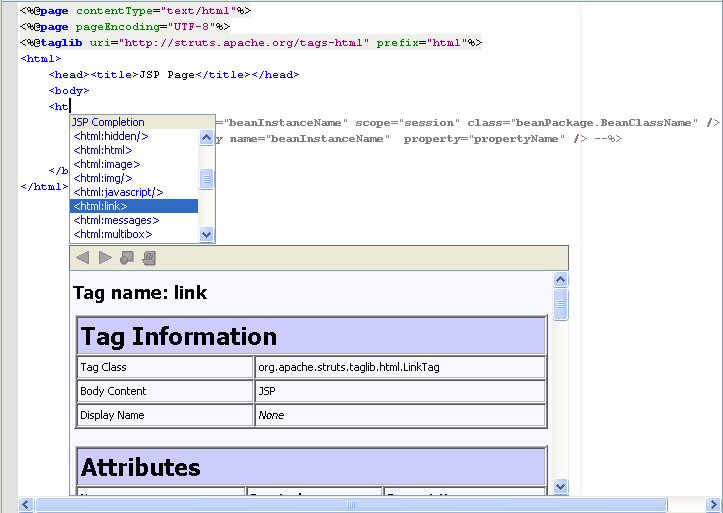 <%@page contentType="text/html"%>
<%@page pageEncoding="UTF-8"%>
<%@taglib uri="http://struts.apache.org/tags-html" prefix="html"%>
<html>
<head><title>JSP Page</title></head>
<body>
<ht
="beanInstanceName" scope="session" class="beanPackage.BeanClassName" />
y name="beanInstanceName" property="propertyName" /> --%>
</b
</html>
JSP Completion
<html:hidden/>
<html:html>
<html:image>
<html:img/>
<html:javascript/>
<html:link>
<html:messages>
<html:multibox>
Tag name: link
Tag Information
Tag Class org.apache.struts.taglib.html.LinkTag
Body Content JSP
Display Name None
Attributes